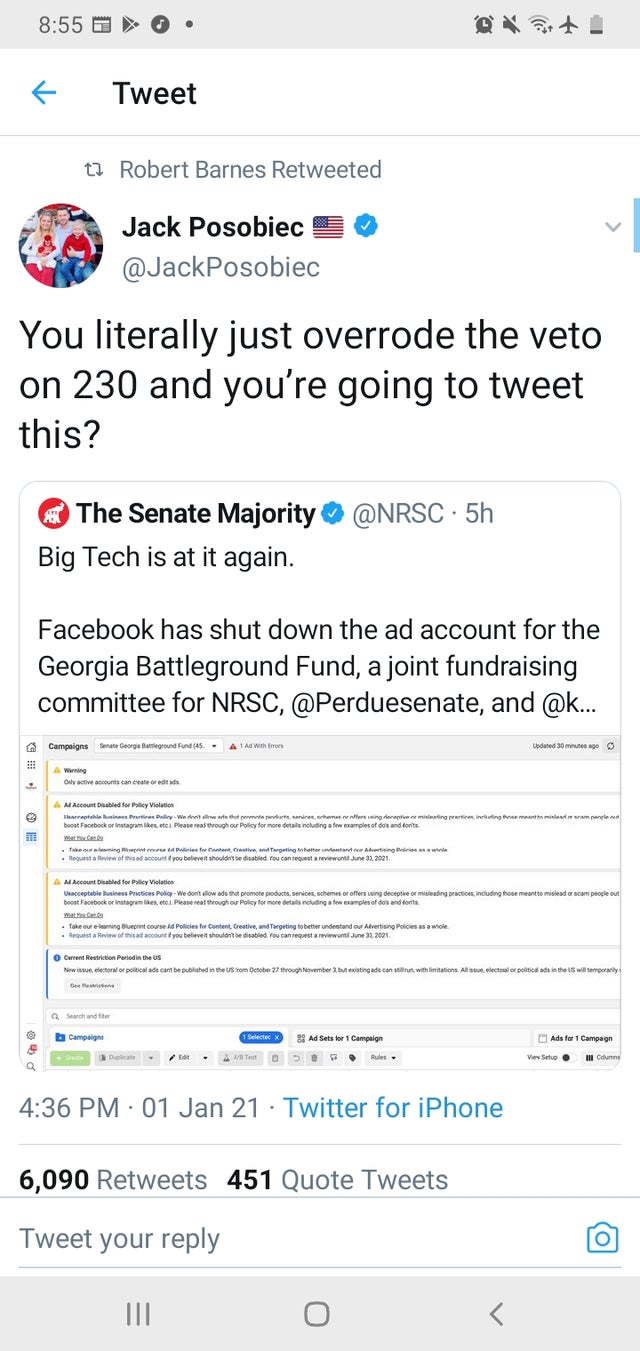 8:55
Tweet
Robert Barnes Retweeted
Jack Posobiec
@JackPosobiec
You literally just overrode the veto
on 230 and you're going to tweet
this?
The Senate Majority @NRSC · 5h
Big Tech is at it again.
Facebook has shut down the ad account for the
Georgia Battleground Fund, a joint fundraising
committee for NRSC, @Perduesenate, and @k...
Campaigns Senate Georgia Battleground Fund (45. 1 Ad With Errors Updated 30 minutes ago
Warning
Only active accounts can create or edit ads.
Ad Account Disabled for Policy Violation
Unacceptable Business Practices Policy - We don't allow ads that promote products, services, schemes or offers using deceptive or misleading practices, including those meant to mislead or scam people out
boost Facebook or Instagram likes, etc.). Please read through our Policy for more details including a few examples of do's and don'ts.
What You Can Do
• Take our e-learning Blueprint course Ad Policies for Content, Creative, and Targeting to better understand our Advertising Policies as a whole.
• Request a Review of this ad account if you believe it shouldn't be disabled. You can request a review until June 30, 2021.
Ad Account Disabled for Policy Violation
Unacceptable Business Practices Policy - We don't allow ads that promote products, services, schemes or offers using deceptive or misleading practices, including those meant to mislead or scam people out
boost Facebook or Instagram likes, etc.). Please read through our Policy for more details including a few examples of do's and don'ts.
What You Can Do
• Take our e-learning Blueprint course Ad Policies for Content, Creative, and Targeting to better understand our Advertising Policies as a whole.
• Request a Review of this ad account if you believe it shouldn't be disabled. You can request a review until June 30, 2021.
Current Restriction Period in the US
New issue, electoral or political ads can't be published in the US from October 27 through November 3, but existing ads can still run, with limitations. All issue, electoral or political ads in the US will temporarily
See Restrictions
Search and filter
Campaigns 1 Selected X Ad Sets for 1 Campaign Ads for 1 Campaign
+ Create Duplicate Edit A/B Test Rules View Setup Columns
4:36 PM · 01 Jan 21 · Twitter for iPhone
6,090 Retweets 451 Quote Tweets
Tweet your reply